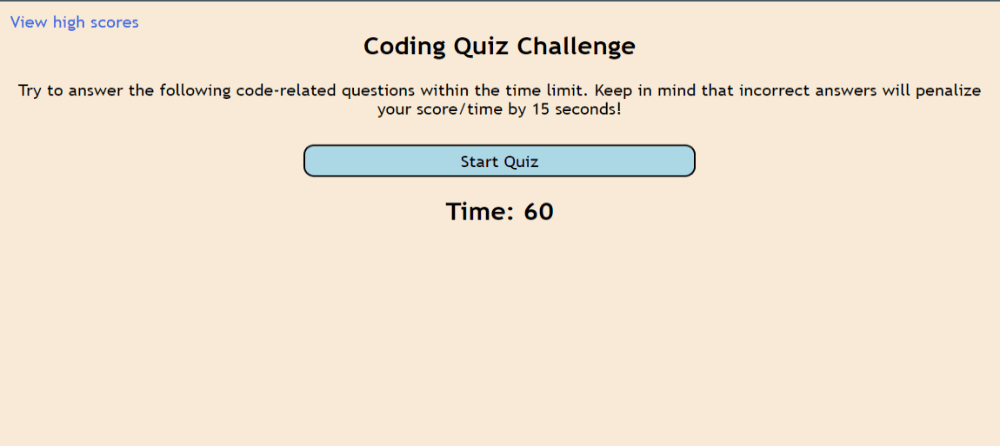 View high scores
Coding Quiz Challenge
Try to answer the following code-related questions within the time limit. Keep in mind that incorrect answers will penalize
your score/time by 15 seconds!
Start Quiz
Time: 60